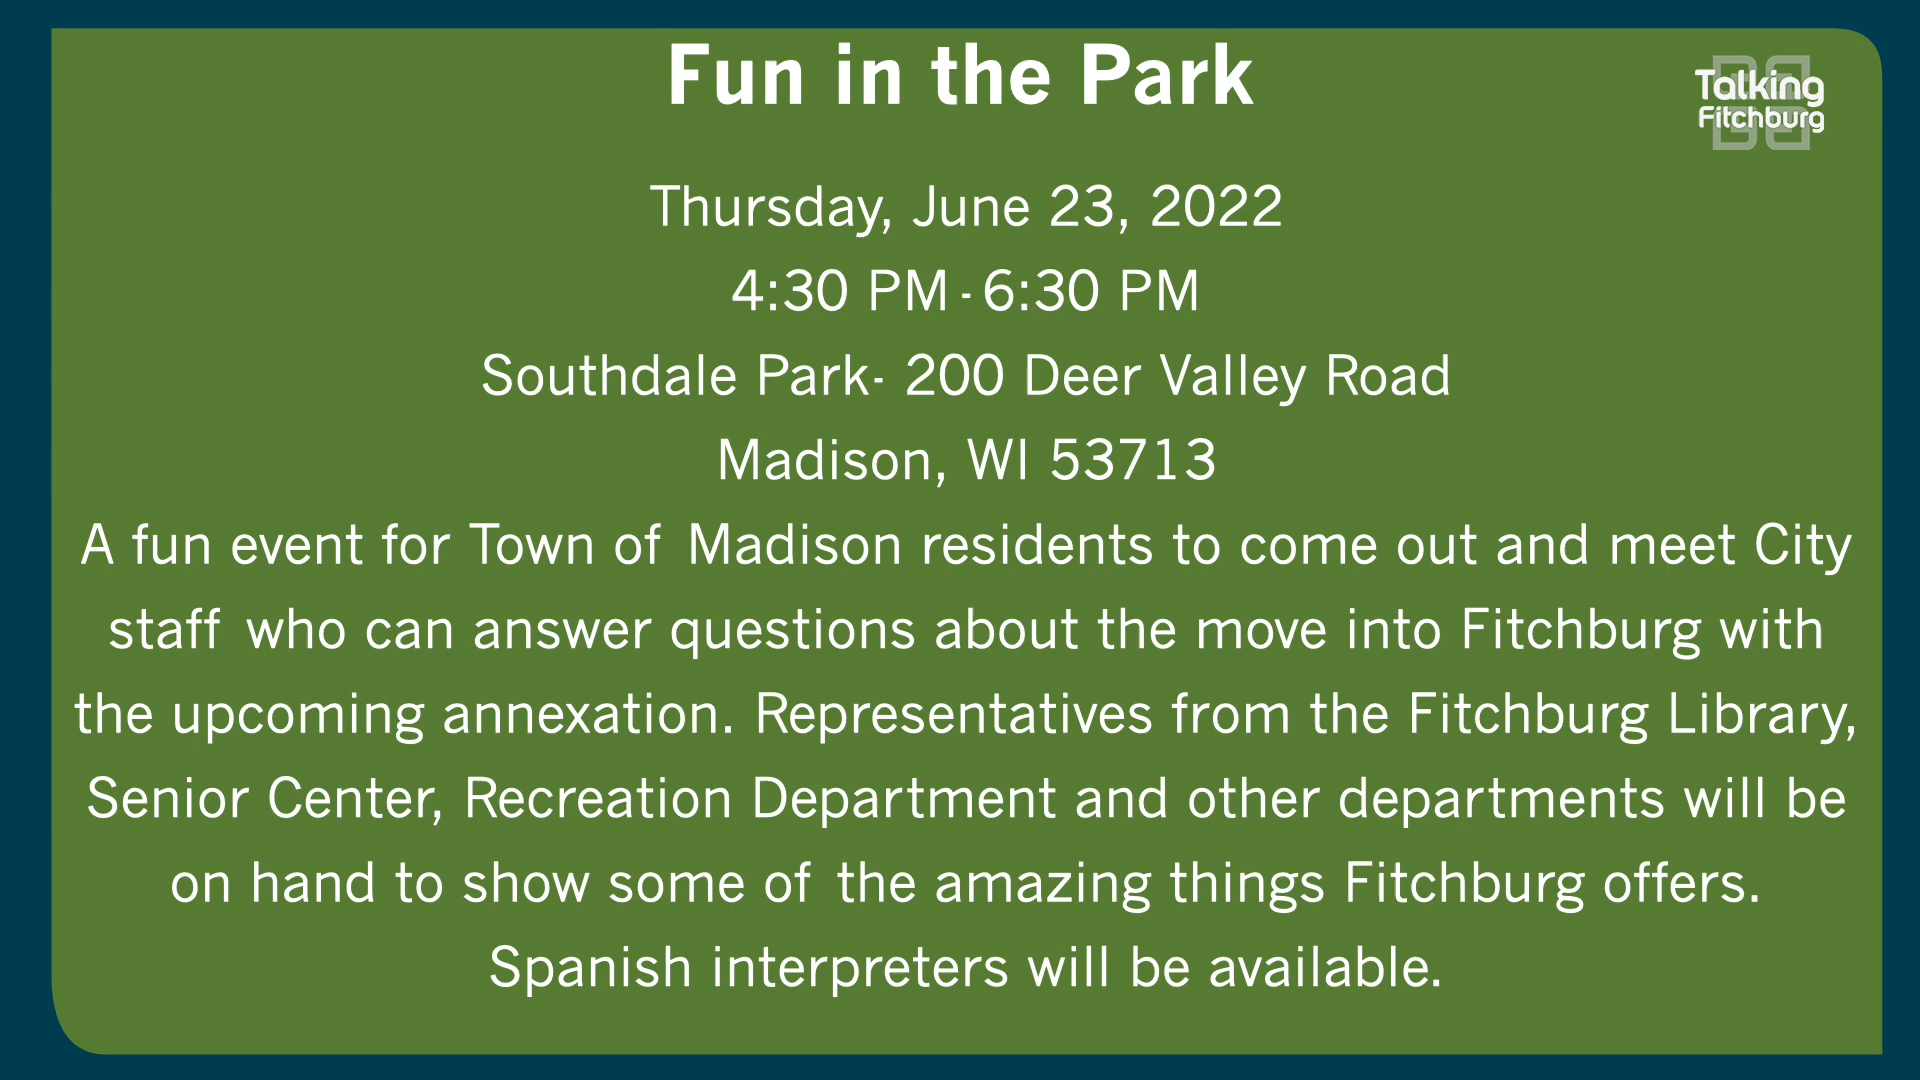 Fun in the Park
Talking
Fitchburg
Thursday, June 23, 2022
4:30 PM - 6:30 PM
Southdale Park- 200 Deer Valley Road
Madison, WI 53713
A fun event for Town of Madison residents to come out and meet City
staff who can answer questions about the move into Fitchburg with
the upcoming annexation. Representatives from the Fitchburg Library,
Senior Center, Recreation Department and other departments will be
on hand to show some of the amazing things Fitchburg offers.
Spanish interpreters will be available.